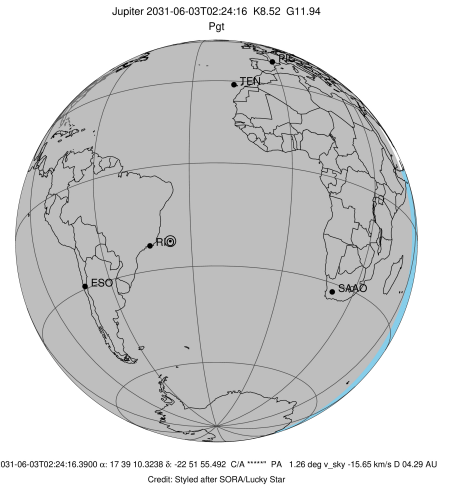 Jupiter 2031-06-03T02:24:16 K8.52 G11.94
Pgt
PIC
TEN
RIO
ESO
SAAO
031-06-03T02:24:16.3900 α: 17 39 10.3238 δ: -22 51 55.492 C/A *****" PA 1.26 deg v_sky -15.65 km/s D 04.29 AU
Credit: Styled after SORA/Lucky Star